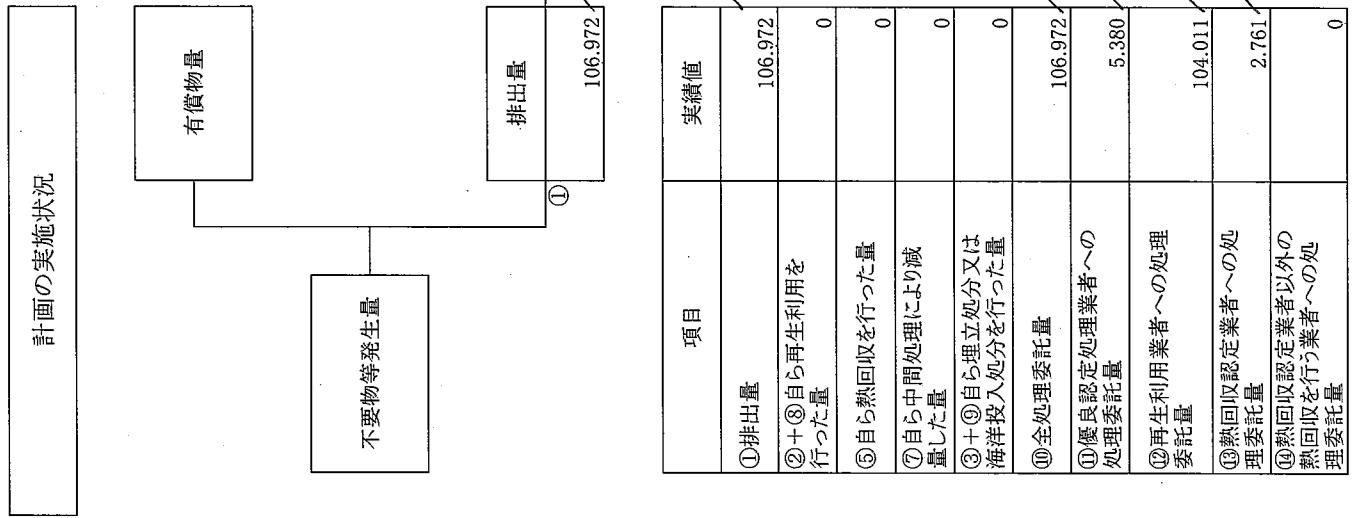 計画の実施状況
有償物量
不要物等発生量
排出量
①
106.972
項目
実績値
①排出量
106.972
②+⑧自ら再生利用を
行った量
0
⑤自ら熱回収を行った量
0
⑦自ら中間処理により減
量した量
0
③+⑨自ら埋立処分又は
海洋投入処分を行った量
0
⑩全処理委託量
106.972
⑪優良認定処理業者への
処理委託量
5.380
⑫再生利用業者への処理
委託量
104.011
⑬熱回収認定業者への処
理委託量
2.761
⑭熱回収認定業者以外の
熱回収を行う業者への処
理委託量
0